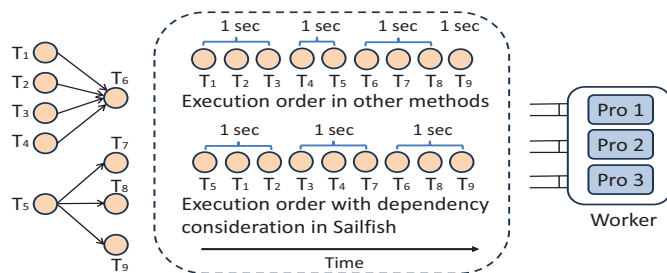 T1
T2
T3
T4
T5
T6
T7
T8
T9
1 sec 1 sec 1 sec 1 sec
T1 T2 T3 T4 T5 T6 T7 T8 T9
Execution order in other methods
1 sec 1 sec 1 sec
T5 T1 T2 T3 T4 T7 T6 T8 T9
Execution order with dependency
consideration in Sailfish
Time
Pro 1
Pro 2
Pro 3
Worker